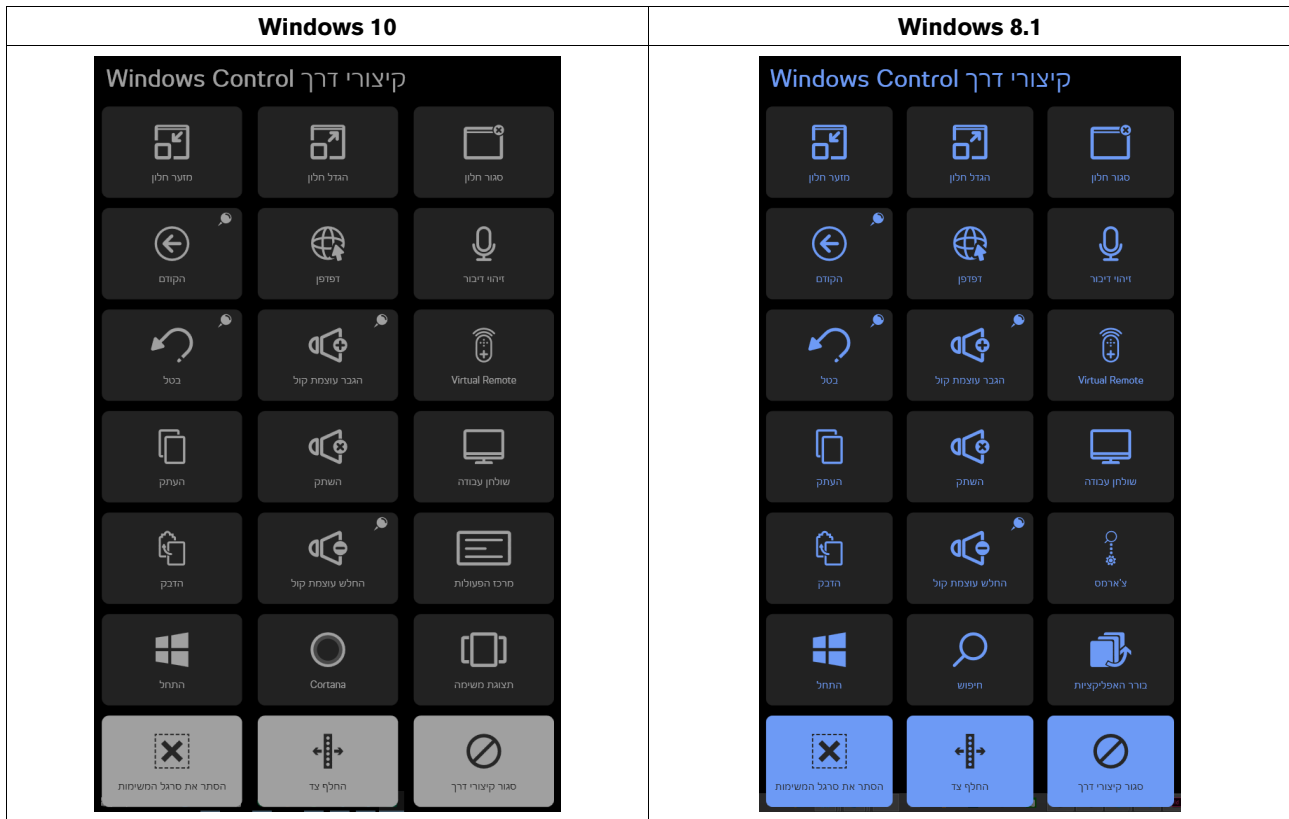 Windows 10
Windows 8.1
קיצורי דרך Windows Control
סגור חלון
הגדל חלון
מזער חלון
זיהוי דיבור
דפדפן
הקודם
Virtual Remote
הגבר עוצמת קול
בטל
שולחן עבודה
השתק
העתק
מרכז הפעולות
החלש עוצמת קול
הדבק
תצוגת משימה
Cortana
התחל
סגור קיצורי דרך
החלף צד
הסתר את סרגל המשימות
קיצורי דרך Windows Control
סגור חלון
הגדל חלון
מזער חלון
זיהוי דיבור
דפדפן
הקודם
Virtual Remote
הגבר עוצמת קול
בטל
שולחן עבודה
השתק
העתק
צ'ארמס
החלש עוצמת קול
הדבק
בורר האפליקציות
חיפוש
התחל
סגור קיצורי דרך
החלף צד
הסתר את סרגל המשימות